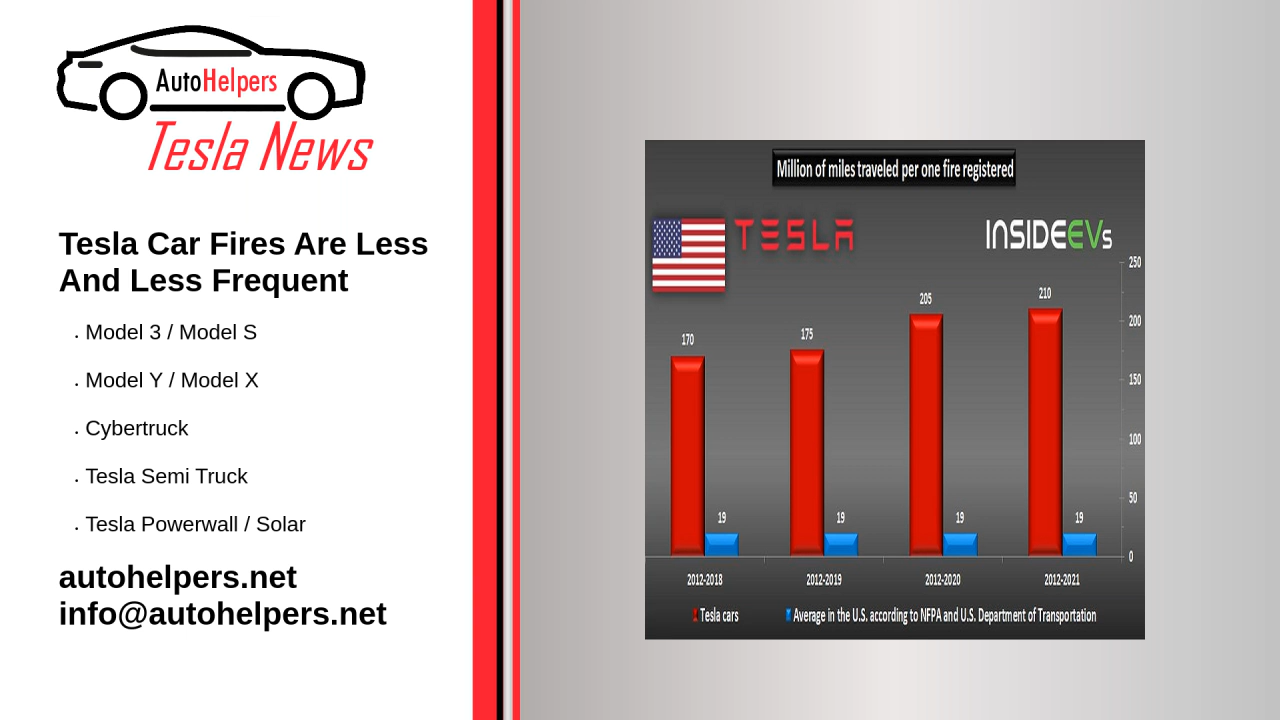 AutoHelpers
Tesla News
Tesla Car Fires Are Less
And Less Frequent
· Model 3 / Model S
· Model Y / Model X
· Cybertruck
· Tesla Semi Truck
· Tesla Powerwall / Solar
autohelpers.net
info@autohelpers.net
Million of miles traveled per one fire registered
TESLA
INSIDEEVs
250
200
150
100
50
0
170
175
205
210
19
19
19
19
2012-2018
2012-2019
2012-2020
2012-2021
Tesla cars
Average in the U.S. according to NFPA and U.S. Department of Transportation